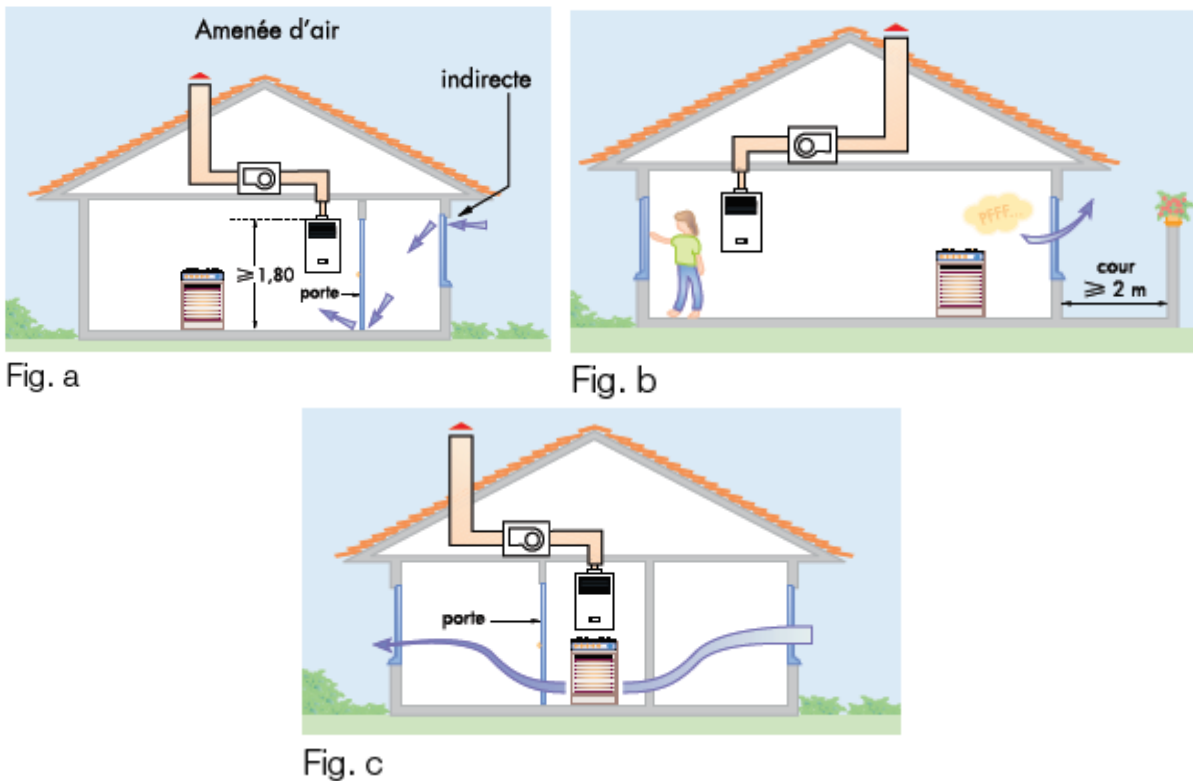 Amenée d'air
indirecte
⩾ 1,80
porte
Fig. a
PFFF...
cour
⩾ 2 m
Fig. b
porte
Fig. c